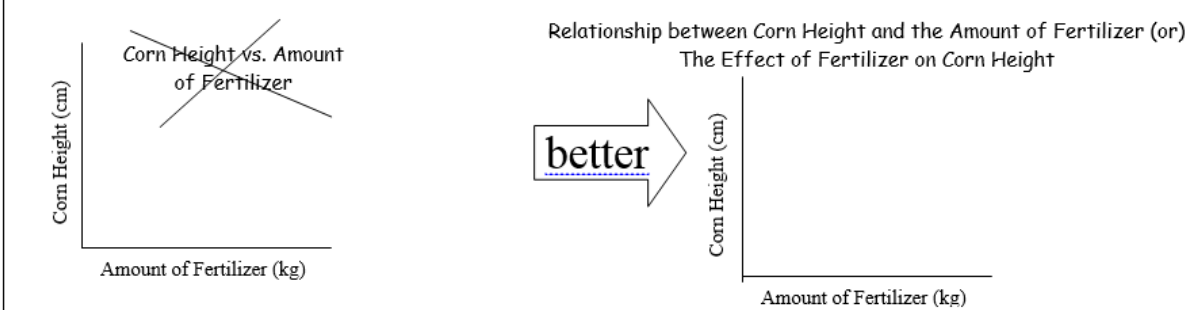 Corn Height vs. Amount
of Fertilizer
Corn Height (cm)
Amount of Fertilizer (kg)
better
Relationship between Corn Height and the Amount of Fertilizer (or)
The Effect of Fertilizer on Corn Height
Corn Height (cm)
Amount of Fertilizer (kg)